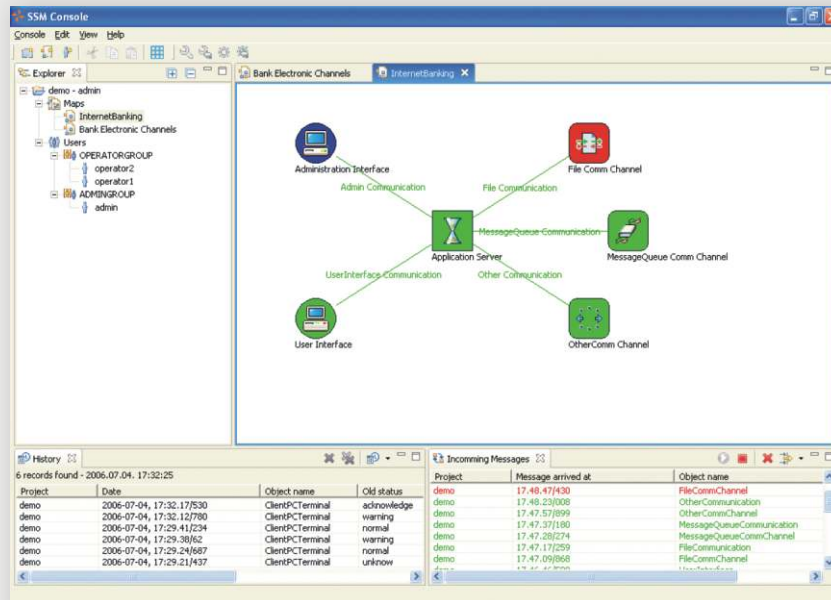 SSM Console
Console Edit View Help
Explorer
Bank Electronic Channels
InternetBanking
demo - admin
Maps
InternetBanking
Bank Electronic Channels
Users
OPERATORGROUP
operator2
operator1
ADMINGROUP
admin
Administration Interface
File Comm Channel
Admin Communication
File Communication
MessageQueue Communication
Application Server
MessageQueue Comm Channel
UserInterface Communication
Other Communication
User Interface
OtherComm Channel
History
6 records found - 2006.07.04. 17:32:25
Project Date Object name Old status
demo 2006-07-04, 17:32.17/530 ClientPCTerminal acknowledge
demo 2006-07-04, 17:32.12/780 ClientPCTerminal warning
demo 2006-07-04, 17:29.41/234 ClientPCTerminal normal
demo 2006-07-04, 17:29.38/62 ClientPCTerminal warning
demo 2006-07-04, 17:29.24/687 ClientPCTerminal normal
demo 2006-07-04, 17:29.21/437 ClientPCTerminal unknow
Incomming Messages
Project Message arrived at Object name
demo 17.48.47/430 FileCommChannel
demo 17.48.23/008 OtherCommunication
demo 17.47.57/899 OtherCommChannel
demo 17.47.37/180 MessageQueueCommunication
demo 17.47.28/274 MessageQueueCommChannel
demo 17.47.17/259 FileCommunication
demo 17.47.09/868 FileCommChannel